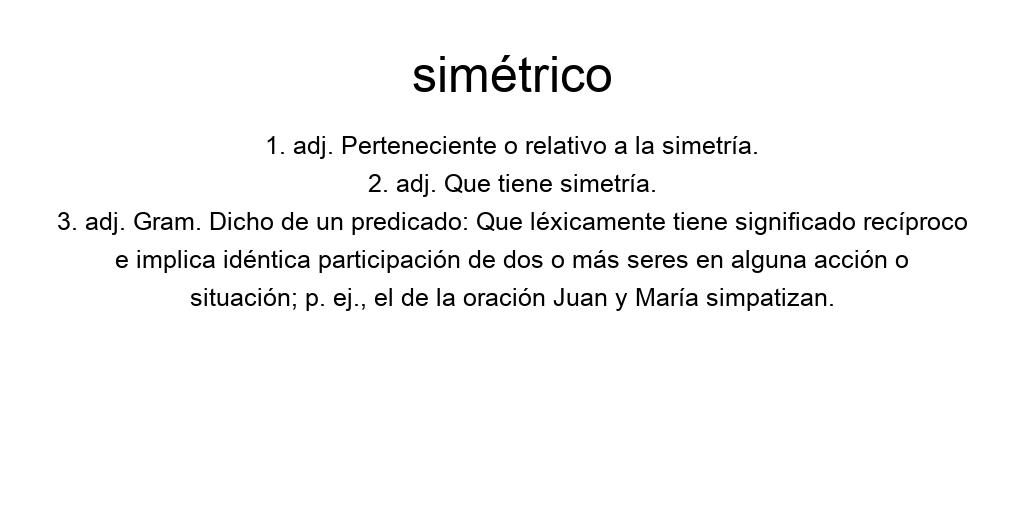 simétrico
1. adj. Perteneciente o relativo a la simetría.
2. adj. Que tiene simetría.
3. adj. Gram. Dicho de un predicado: Que léxicamente tiene significado recíproco
e implica idéntica participación de dos o más seres en alguna acción o
situación; p. ej., el de la oración Juan y María simpatizan.